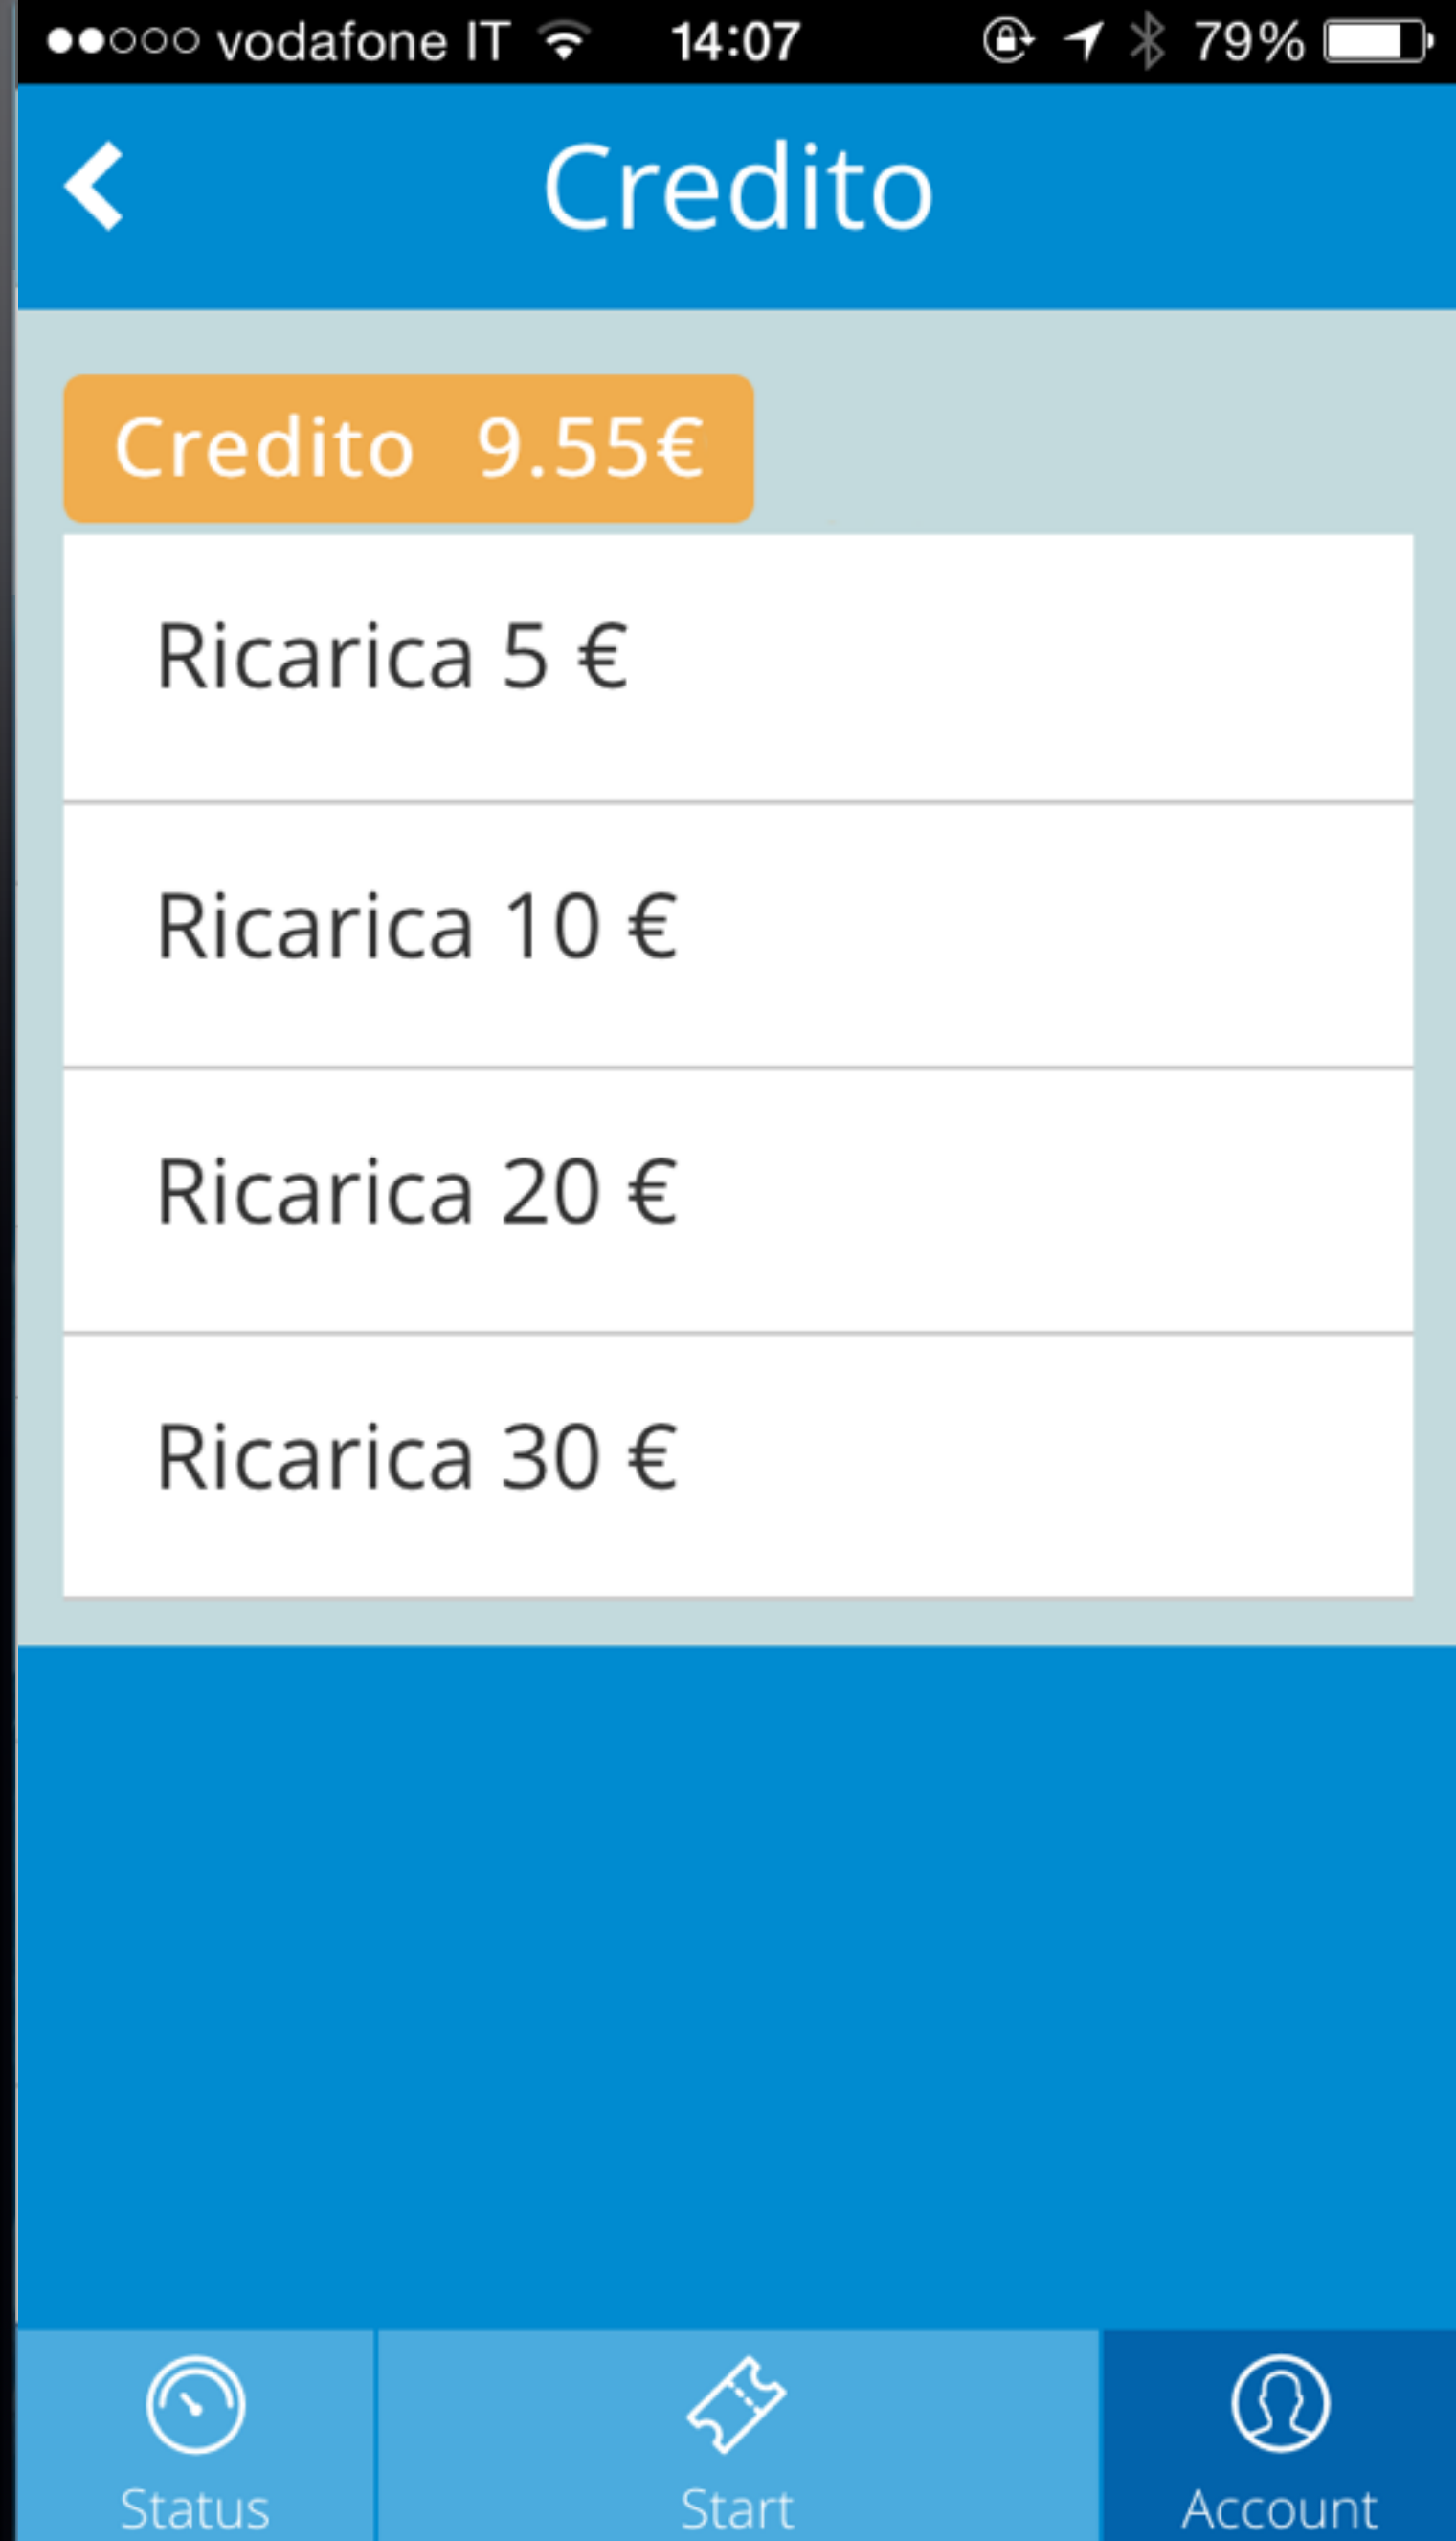 vodafone IT 14:07 79%
Credito
Credito 9.55€
Ricarica 5 €
Ricarica 10 €
Ricarica 20 €
Ricarica 30 €
Status Start Account